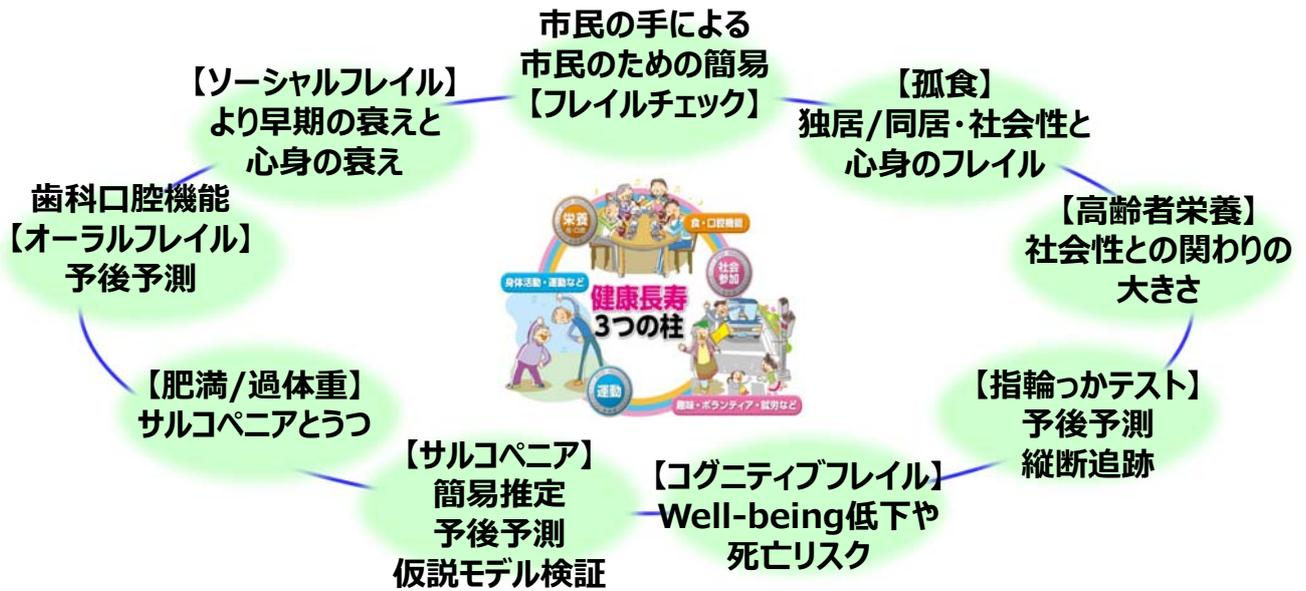 市民の手による
市民のための簡易
【フレイルチェック】
【孤食】
独居/同居・社会性と
心身のフレイル
【高齢者栄養】
社会性との関わりの
大きさ
【指輪っかテスト】
予後予測
縦断追跡
【コグニティブフレイル】
Well-being低下や
死亡リスク
【サルコペニア】
簡易推定
予後予測
仮説モデル検証
【肥満/過体重】
サルコペニアとうつ
歯科口腔機能
【オーラルフレイル】
予後予測
【ソーシャルフレイル】
より早期の衰えと
心身の衰え
栄養
食・口腔機能
社会
参加
身体活動・運動など
健康長寿
3つの柱
運動
趣味・ボランティア・就労など